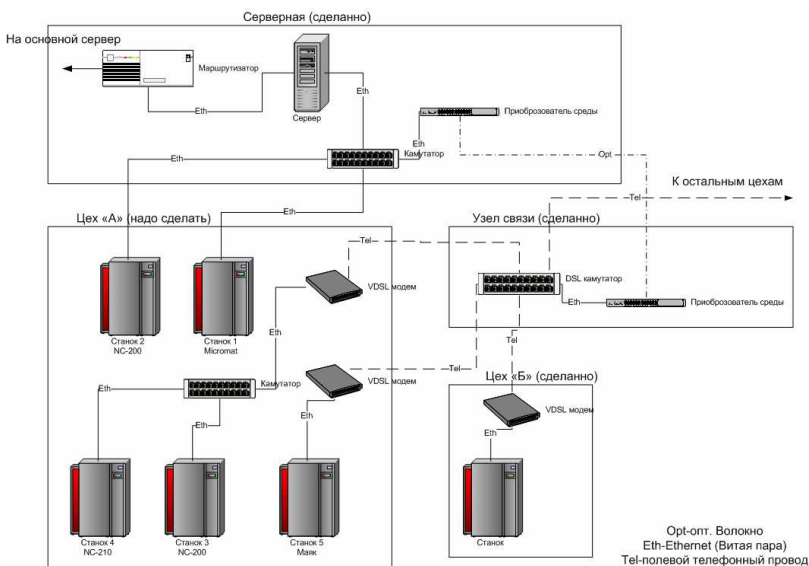 Серверная (сделанно)
На основной сервер
Маршрутизатор
Eth
Сервер
Eth
Приоброзователь среды
Eth
Камутатор
Eth
Opt
К остальным цехам
Tel
Цех «А» (надо сделать)
Eth
Узел связи (сделанно)
Tel
VDSL модем
DSL камутатор
Eth
Приоброзователь среды
Станок 2
NC-200
Станок 1
Micromat
Eth
Tel
Tel
Цех «Б» (сделанно)
Камутатор
VDSL модем
Eth
Eth
Eth
VDSL модем
Eth
Станок 4
NC-210
Станок 3
NC-200
Станок 5
Маяк
Станок
Opt-опт. Волокно
Eth-Ethernet (Витая пара)
Tel-полевой телефонный провод